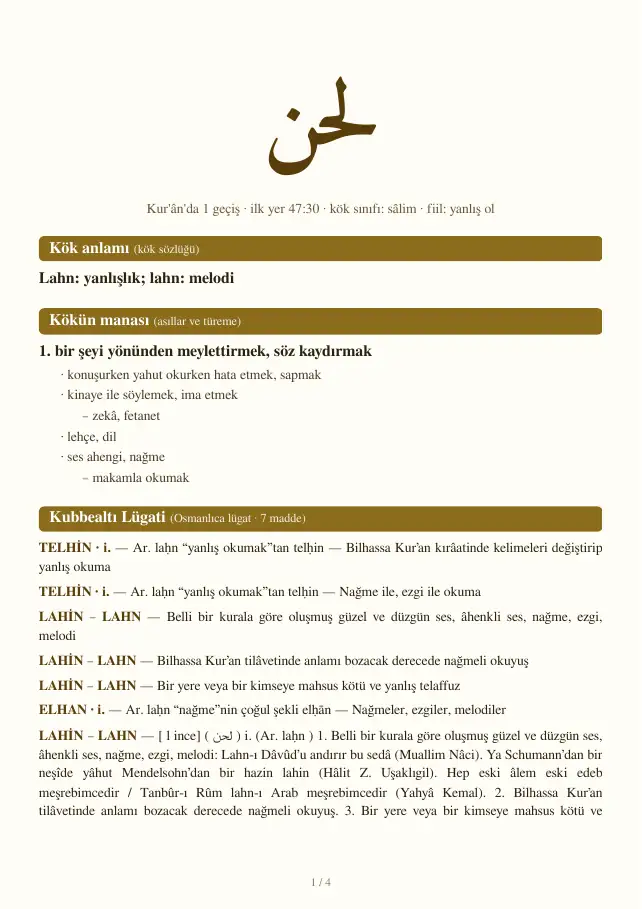 لحن
Kur'ân'da 1 geçiş · ilk yer 47:30 · kök sınıfı: sâlim · fiil: yanlış ol
Kök anlamı (kök sözlüğü)
Lahn: yanlışlık; lahn: melodi
Kökün manası (asıllar ve türeme)
1. bir şeyi yönünden meylettirmek, söz kaydırmak
· konuşurken yahut okurken hata etmek, sapmak
· kinaye ile söylemek, ima etmek
– zekâ, fetanet
· lehçe, dil
· ses ahengi, nağme
– makamla okumak
Kubbealtı Lügati (Osmanlıca lügat · 7 madde)
TELHİN · i. — Ar. laḥn “yanlış okumak”tan telḥіn — Bilhassa Kur’an kırâatinde kelimeleri değiştirip
yanlış okuma
TELHİN · i. — Ar. laḥn “yanlış okumak”tan telḥіn — Nağme ile, ezgi ile okuma
LAHİN – LAHN — Belli bir kurala göre oluşmuş güzel ve düzgün ses, âhenkli ses, nağme, ezgi,
melodi
LAHİN – LAHN — Bilhassa Kur’an tilâvetinde anlamı bozacak derecede nağmeli okuyuş
LAHİN – LAHN — Bir yere veya bir kimseye mahsus kötü ve yanlış telaffuz
ELHAN · i. — Ar. laḥn “nağme”nin çoğul şekli elḥān — Nağmeler, ezgiler, melodiler
LAHİN – LAHN — [ l ince] ( لحن ) i. (Ar. laḥn ) 1. Belli bir kurala göre oluşmuş güzel ve düzgün ses,
âhenkli ses, nağme, ezgi, melodi: Lahn-ı Dâvûd’u andırır bu sedâ (Muallim Nâci). Ya Schumann’dan bir
neşîde yâhut Mendelsohn’dan bir hazin lahin (Hâlit Z. Uşaklıgil). Hep eski âlem eski edeb
meşrebimcedir / Tanbûr-ı Rûm lahn-ı Arab meşrebimcedir (Yahyâ Kemal). 2. Bilhassa Kur’an
tilâvetinde anlamı bozacak derecede nağmeli okuyuş. 3. Bir yere veya bir kimseye mahsus kötü ve
1 / 4